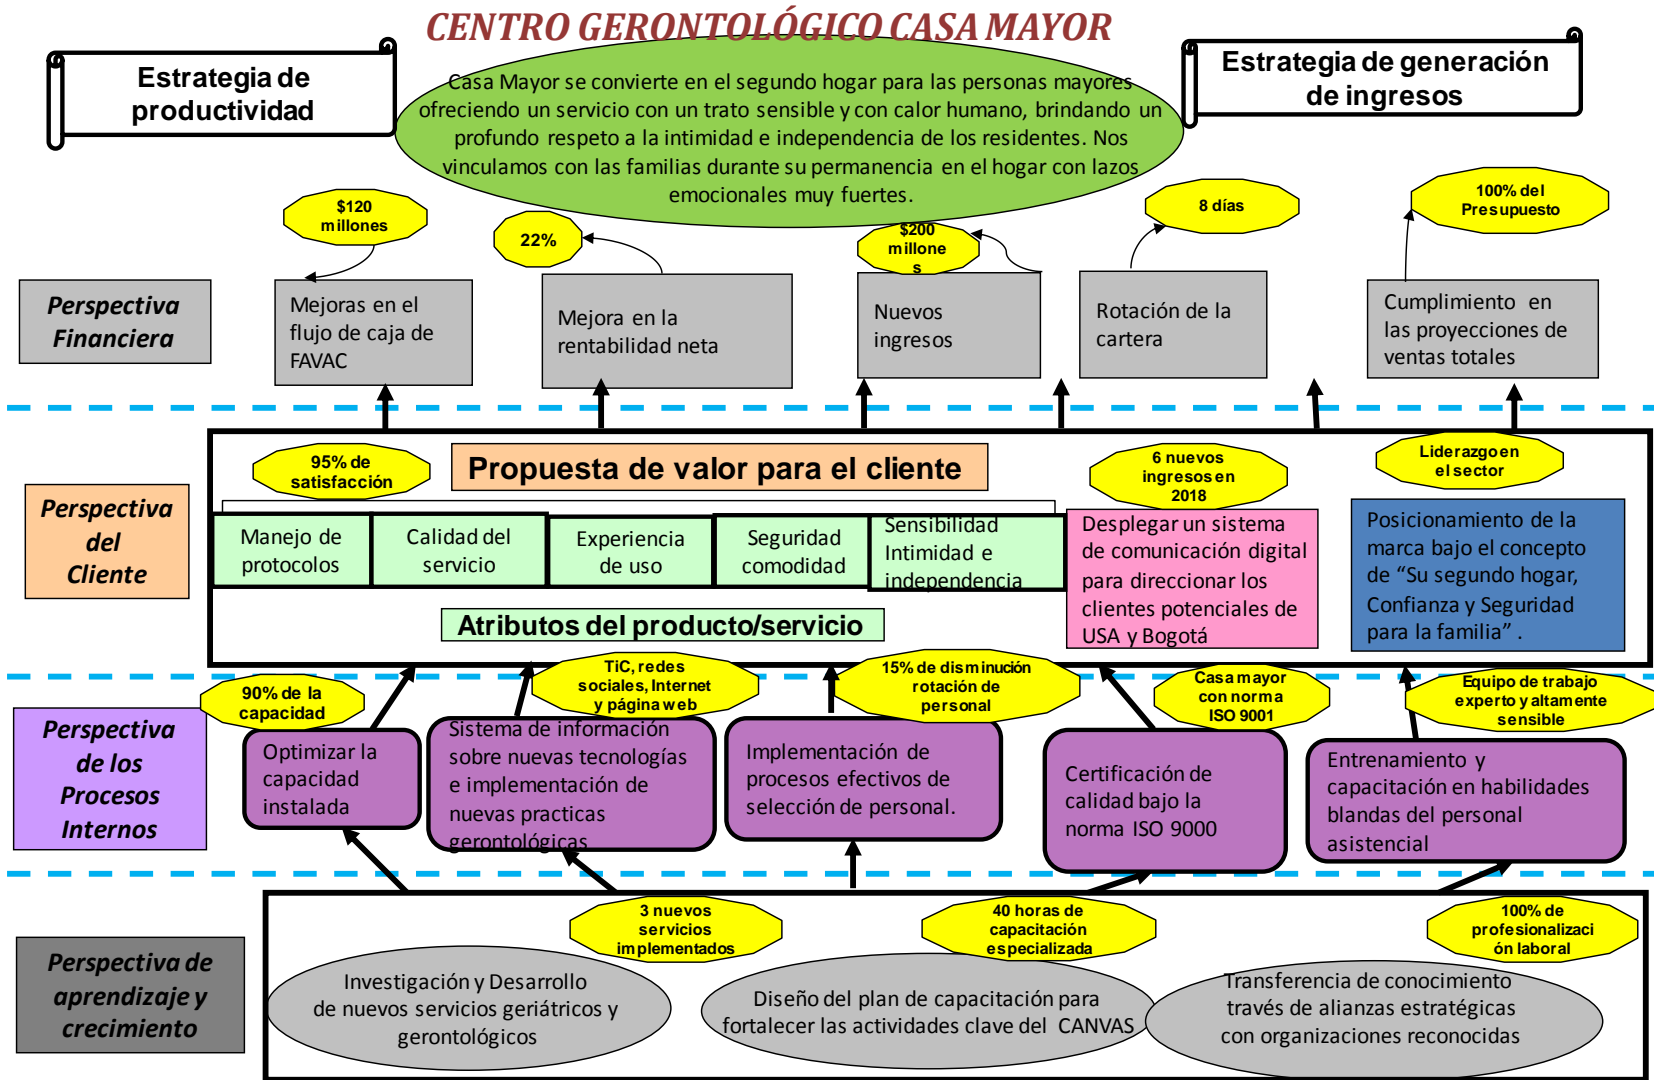 CENTRO GERONTOLÓGICO CASA MAYOR
Estrategia de
productividad
Casa Mayor se convierte en el segundo hogar para las personas mayores
ofreciendo un servicio con un trato sensible y con calor humano, brindando un
profundo respeto a la intimidad e independencia de los residentes. Nos
vinculamos con las familias durante su permanencia en el hogar con lazos
emocionales muy fuertes.
Estrategia de generación
de ingresos
$120
millones
22%
$200
millone
s
8 días
100% del
Presupuesto
Perspectiva
Financiera
Mejoras en el
flujo de caja de
FAVAC
Mejora en la
rentabilidad neta
Nuevos
ingresos
Rotación de la
cartera
Cumplimiento en
las proyecciones de
ventas totales
95% de
satisfacción
Propuesta de valor para el cliente
6 nuevos
ingresos en
2018
Liderazgo en
el sector
Perspectiva
del
Cliente
Manejo de
protocolos
Calidad del
servicio
Experiencia
de uso
Seguridad
comodidad
Sensibilidad
Intimidad e
independencia
Desplegar un sistema
de comunicación digital
para direccionar los
clientes potenciales de
USA y Bogotá
Posicionamiento de la
marca bajo el concepto
de “Su segundo hogar,
Confianza y Seguridad
para la familia” .
Atributos del producto/servicio
90% de la
capacidad
TiC, redes
sociales, Internet
y página web
15% de disminución
rotación de
personal
Casa mayor
con norma
ISO 9001
Equipo de trabajo
experto y altamente
sensible
Perspectiva
de los
Procesos
Internos
Optimizar la
capacidad
instalada
Sistema de información
sobre nuevas tecnologías
e implementación de
nuevas practicas
gerontológicas
Implementación de
procesos efectivos de
selección de personal.
Certificación de
calidad bajo la
norma ISO 9000
Entrenamiento y
capacitación en habilidades
blandas del personal
asistencial
3 nuevos
servicios
implementados
40 horas de
capacitación
especializada
100% de
profesionalizaci
ón laboral
Perspectiva de
aprendizaje y
crecimiento
Investigación y Desarrollo
de nuevos servicios geriátricos y
gerontológicos
Diseño del plan de capacitación para
fortalecer las actividades clave del CANVAS
Transferencia de conocimiento
través de alianzas estratégicas
con organizaciones reconocidas